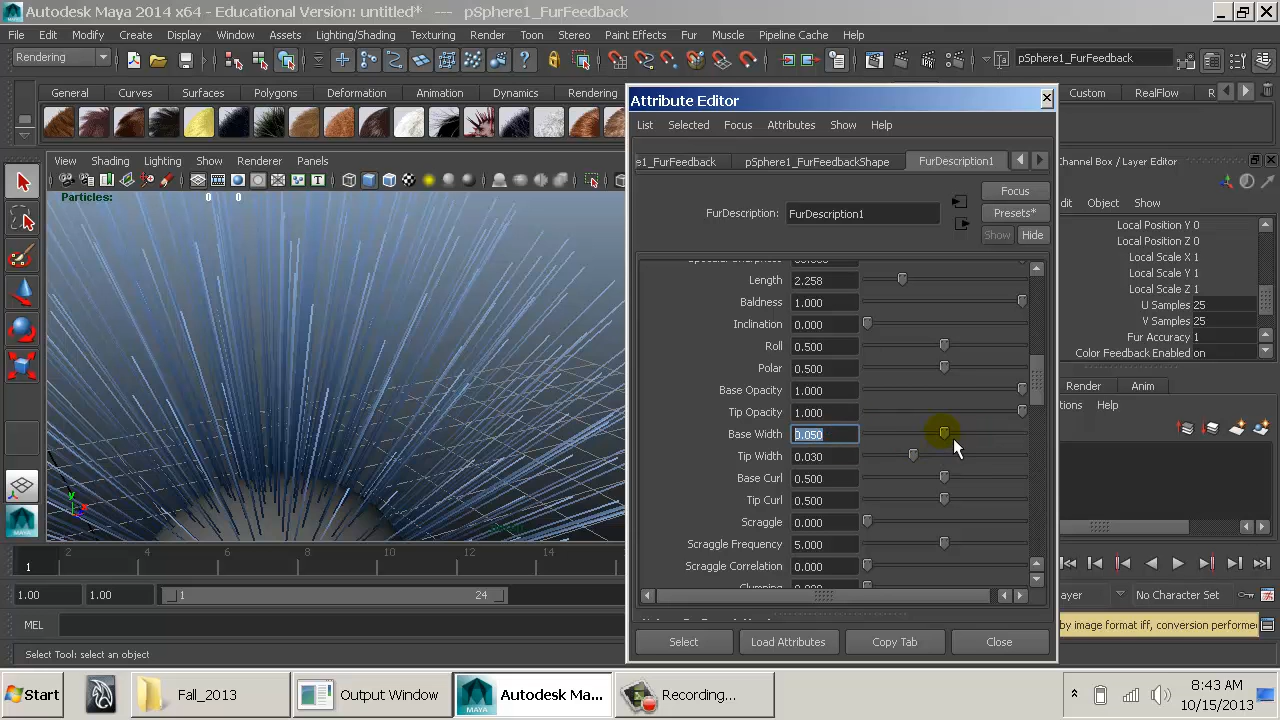 Autodesk Maya 2014 x64 - Educational Version: untitled* --- pSphere1_FurFeedback
File Edit Modify Create Display Window Assets Lighting/Shading Texturing Render Toon Stereo Paint Effects Fur Muscle Pipeline Cache Help
Rendering
pSphere1_FurFeedback
General Curves Surfaces Polygons Deformation Animation Dynamics Rendering
Custom RealFlow R
Attribute Editor
List Selected Focus Attributes Show Help
View Shading Lighting Show Renderer Panels
Particles: 0 0
e1_FurFeedback pSphere1_FurFeedbackShape FurDescription1
Focus
FurDescription: FurDescription1
Presets*
Show Hide
Length 2.258
Baldness 1.000
Inclination 0.000
Roll 0.500
Polar 0.500
Base Opacity 1.000
Tip Opacity 1.000
Base Width 0.050
Tip Width 0.030
Base Curl 0.500
Tip Curl 0.500
Scraggle 0.000
Scraggle Frequency 5.000
Scraggle Correlation 0.000
Select Load Attributes Copy Tab Close
hannel Box / Layer Editor
dit Object Show
Local Position Y 0
Local Position Z 0
Local Scale X 1
Local Scale Y 1
Local Scale Z 1
U Samples 25
V Samples 25
Fur Accuracy 1
Color Feedback Enabled on
Render Anim
tions Help
y
2 4 6 8 10 12 14
1
1.00 1.00 1 24
ayer No Character Set
MEL
by image format iff, conversion performe
Select Tool: select an object
Start Fall_2013 Output Window Autodesk Ma... Recording...
MAYA
8:43 AM
10/15/2013